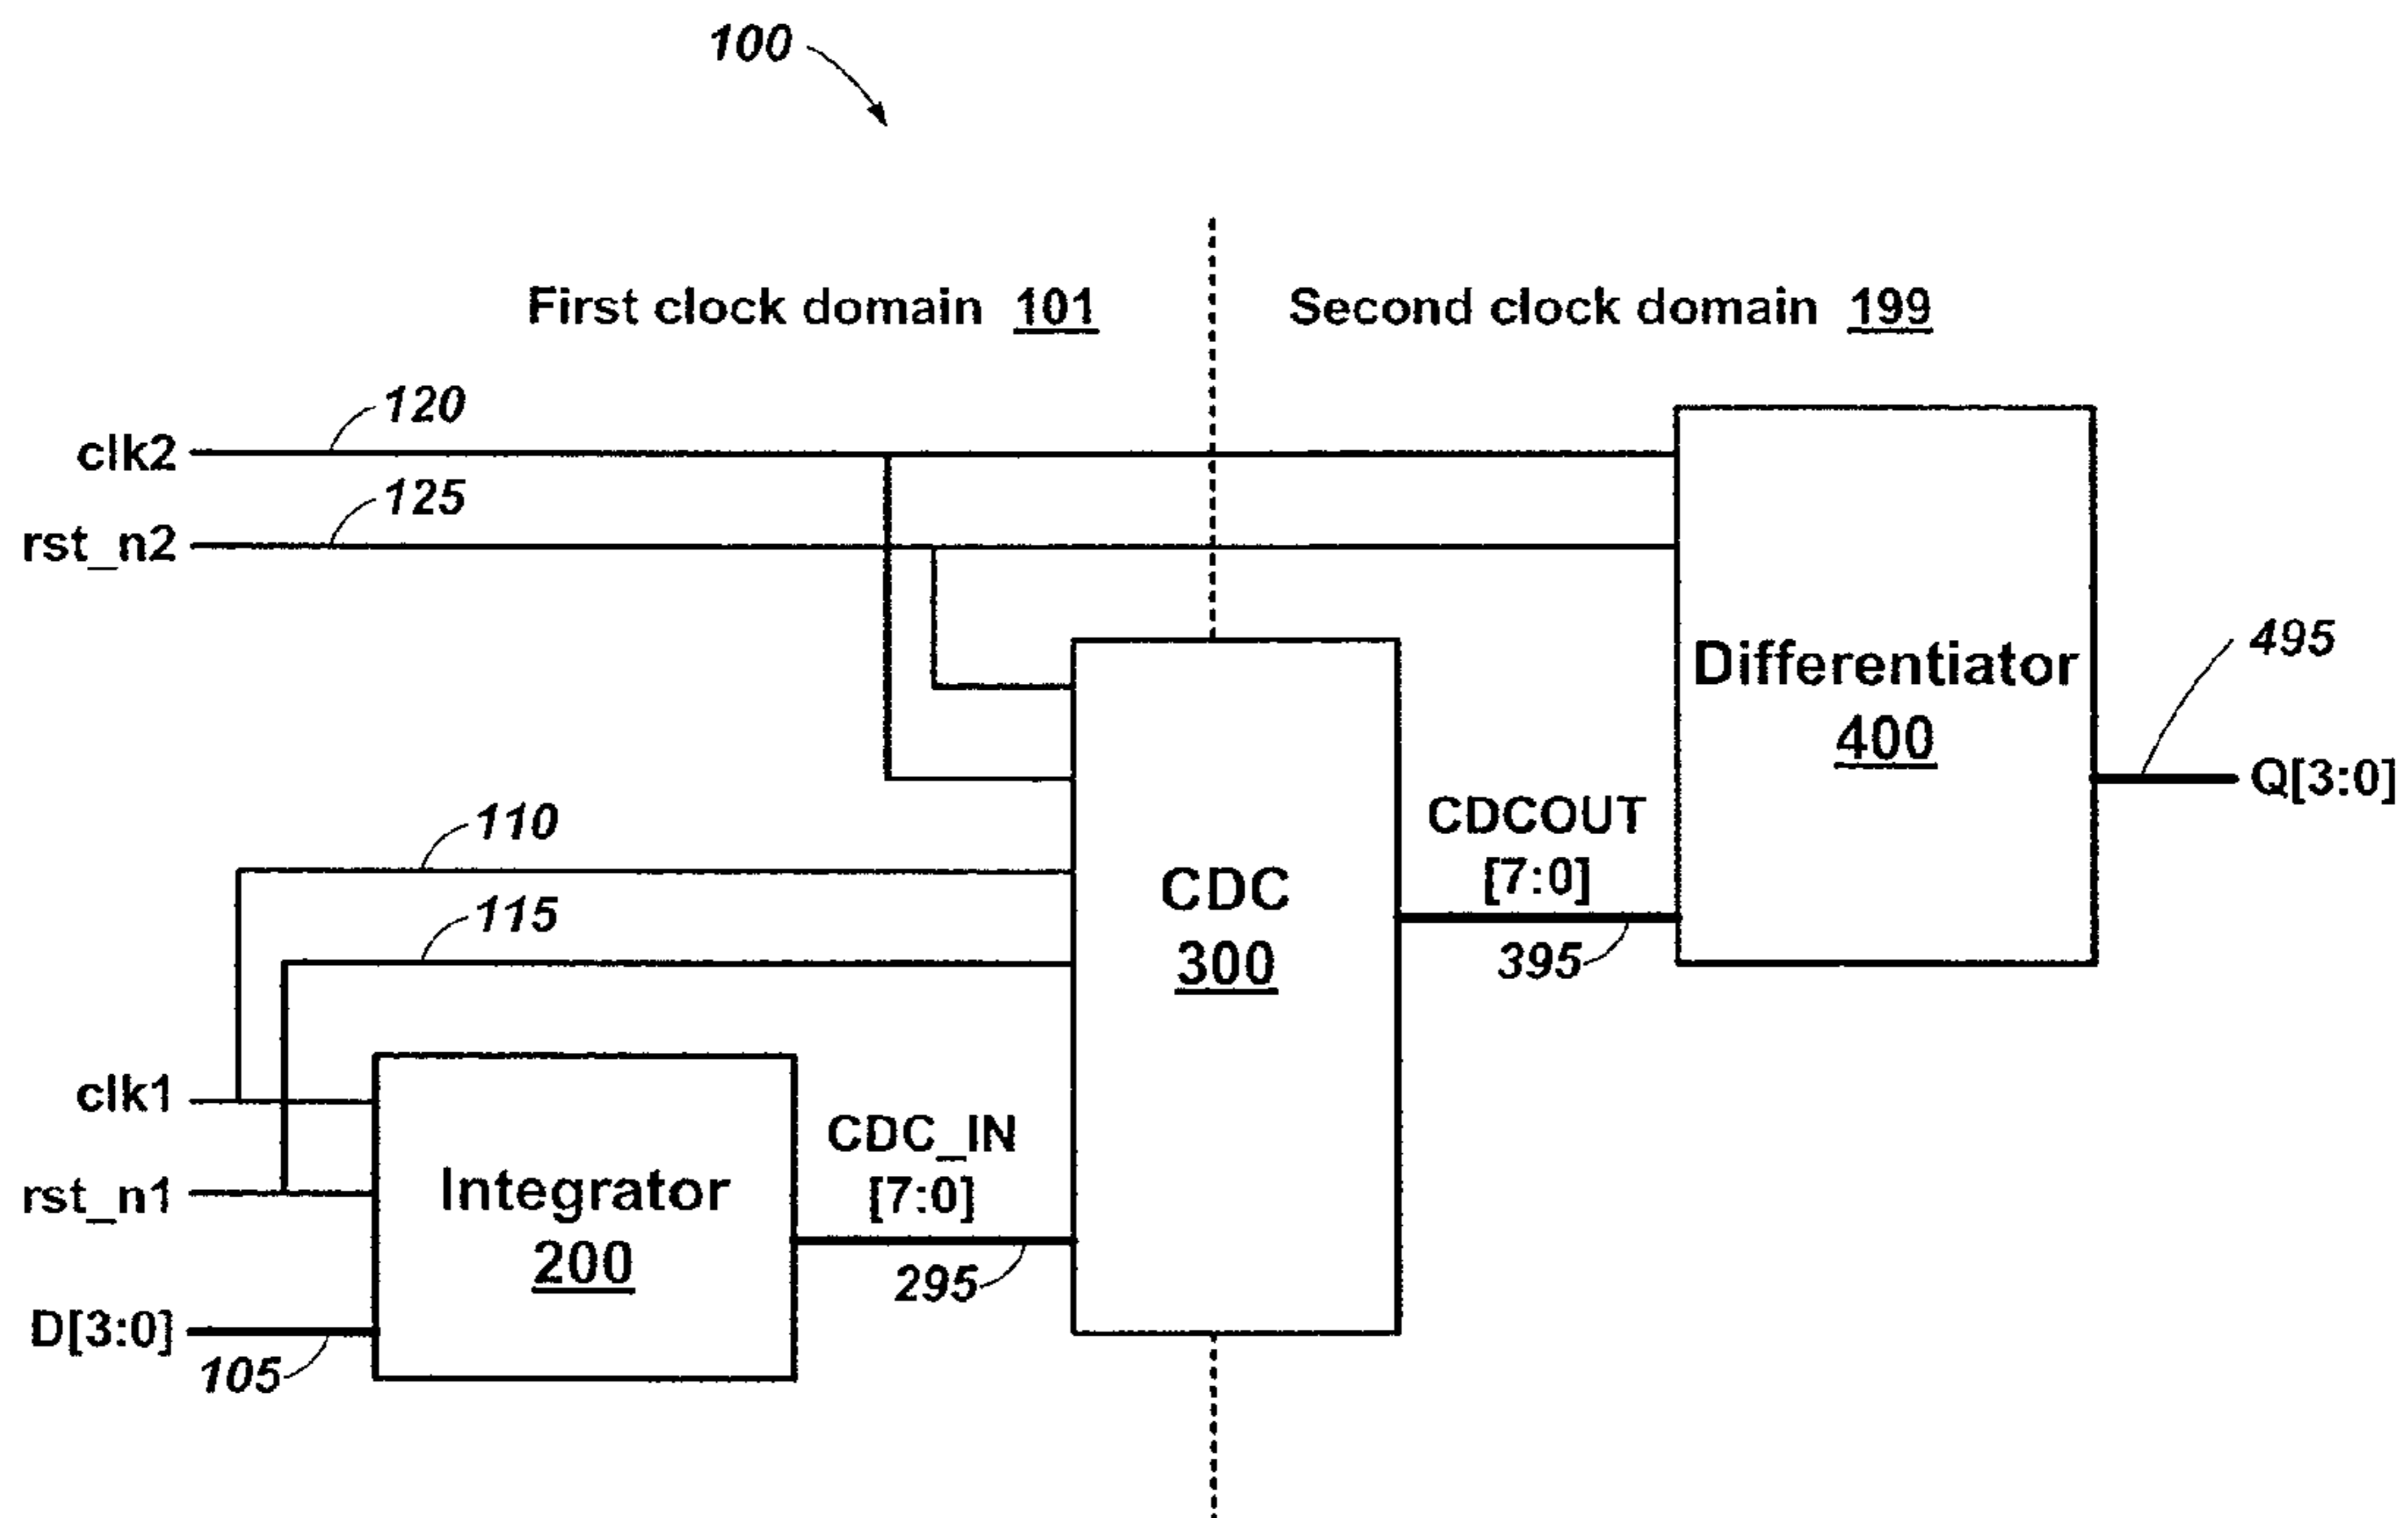 100
First clock domain 101
Second clock domain 199
120
clk2
125
rst_n2
Differentiator
400
495
Q[3:0]
110
CDCOUT
[7:0]
115
CDC
300
395
clk1
CDC_IN
[7:0]
rst_n1
Integrator
200
295
D[3:0]
105